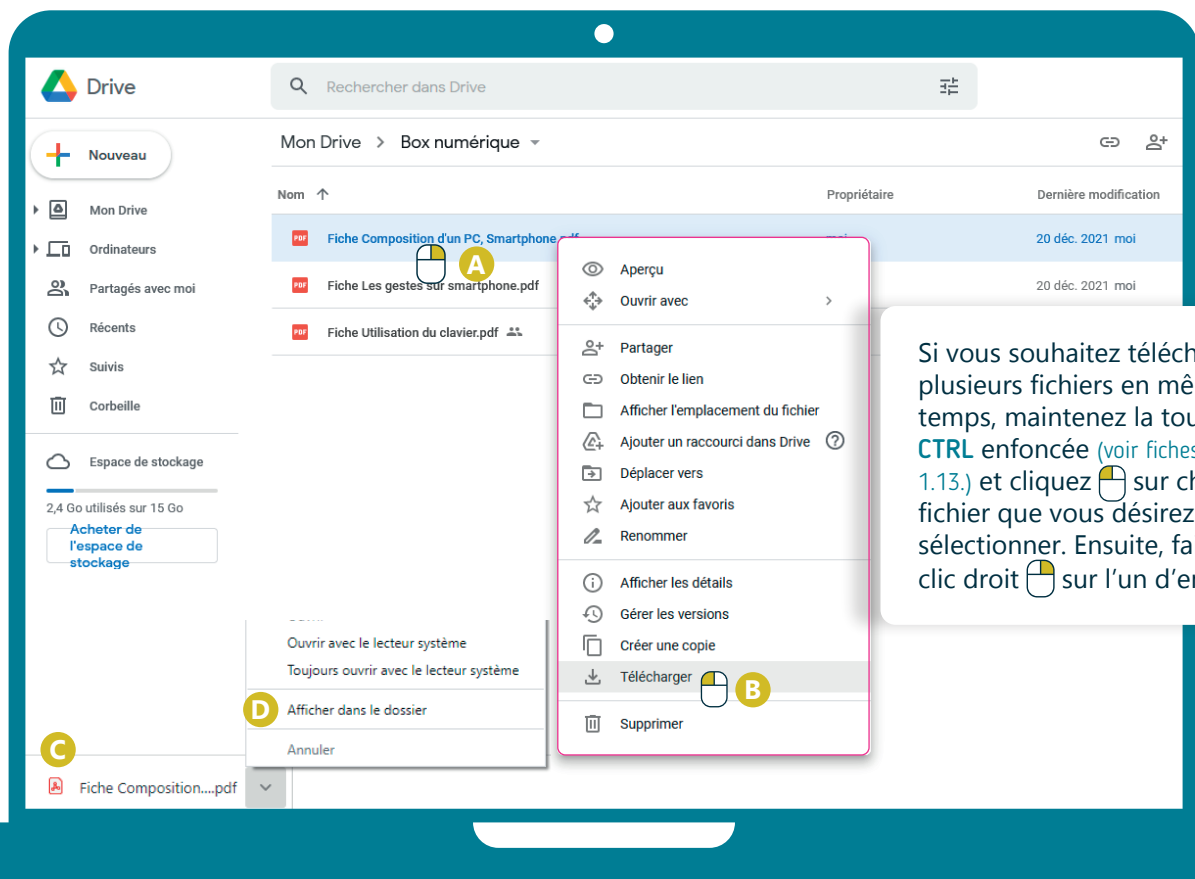 Drive
Rechercher dans Drive
Nouveau
Mon Drive > Box numérique
Nom
Propriétaire
Dernière modification
Mon Drive
Ordinateurs
Partagés avec moi
Récents
Suivis
Corbeille
Espace de stockage
2,4 Go utilisés sur 15 Go
Acheter de
l'espace de
stockage
PDF Fiche Composition d'un PC, Smartphone.pdf
moi
20 déc. 2021 moi
A
PDF Fiche Les gestes sur smartphone.pdf
20 déc. 2021 moi
PDF Fiche Utilisation du clavier.pdf
Aperçu
Ouvrir avec
Partager
Obtenir le lien
Afficher l'emplacement du fichier
Ajouter un raccourci dans Drive
Déplacer vers
Ajouter aux favoris
Renommer
Afficher les détails
Gérer les versions
Créer une copie
Télécharger
B
Supprimer
Si vous souhaitez téléch
plusieurs fichiers en mê
temps, maintenez la tou
CTRL enfoncée (voir fiches
1.13.) et cliquez sur ch
fichier que vous désirez
sélectionner. Ensuite, fa
clic droit sur l'un d'e
Ouvrir avec le lecteur système
Toujours ouvrir avec le lecteur système
D Afficher dans le dossier
Annuler
C
Fiche Composition....pdf